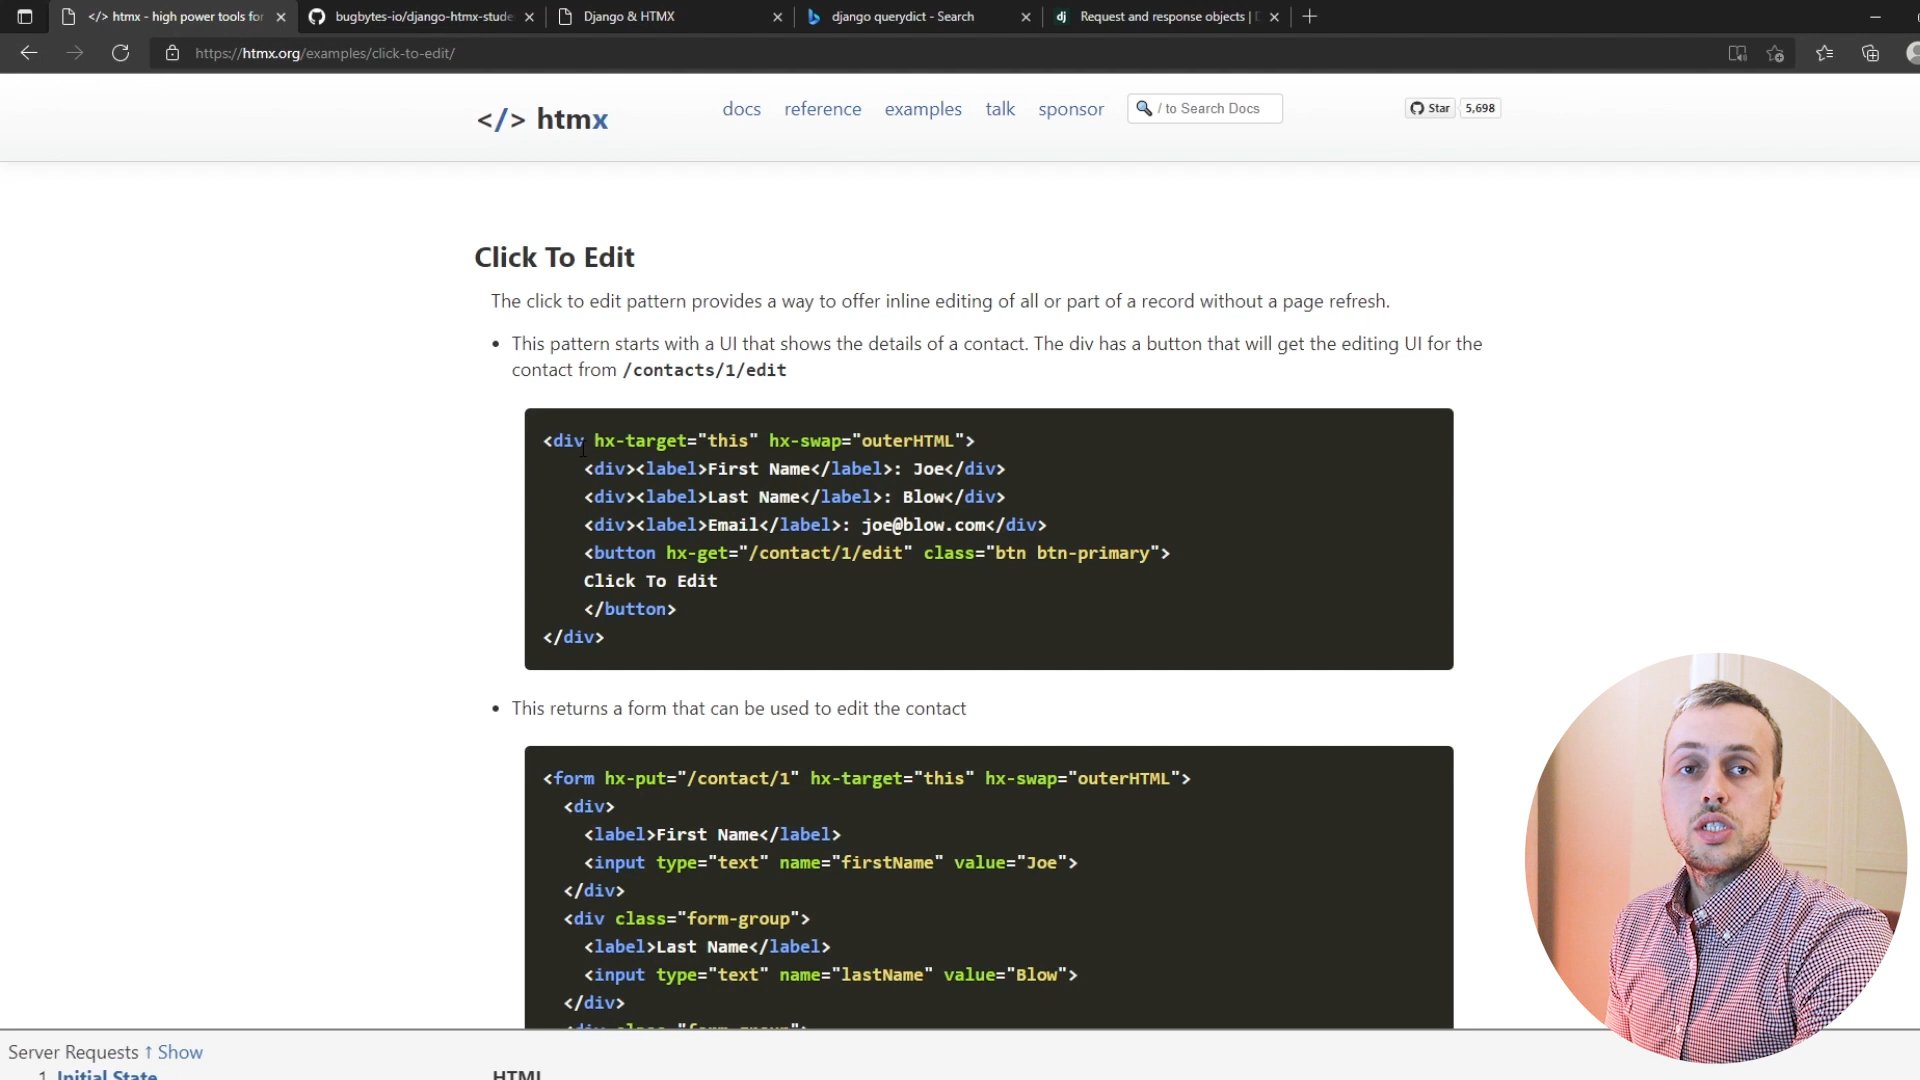 </> htmx - high power tools for
bugbytes-io/django-htmx-stude
Django & HTMX
django querydict - Search
dj Request and response objects |
https://htmx.org/examples/click-to-edit/
</> htmx
docs reference examples talk sponsor
/ to Search Docs
Star 5,698
Click To Edit
The click to edit pattern provides a way to offer inline editing of all or part of a record without a page refresh.
• This pattern starts with a UI that shows the details of a contact. The div has a button that will get the editing UI for the
contact from /contacts/1/edit
<div hx-target="this" hx-swap="outerHTML">
<div><label>First Name</label>: Joe</div>
<div><label>Last Name</label>: Blow</div>
<div><label>Email</label>: joe@blow.com</div>
<button hx-get="/contact/1/edit" class="btn btn-primary">
Click To Edit
</button>
</div>
• This returns a form that can be used to edit the contact
<form hx-put="/contact/1" hx-target="this" hx-swap="outerHTML">
<div>
<label>First Name</label>
<input type="text" name="firstName" value="Joe">
</div>
<div class="form-group">
<label>Last Name</label>
<input type="text" name="lastName" value="Blow">
</div>
Server Requests ↑ Show
1. Initial State
HTML